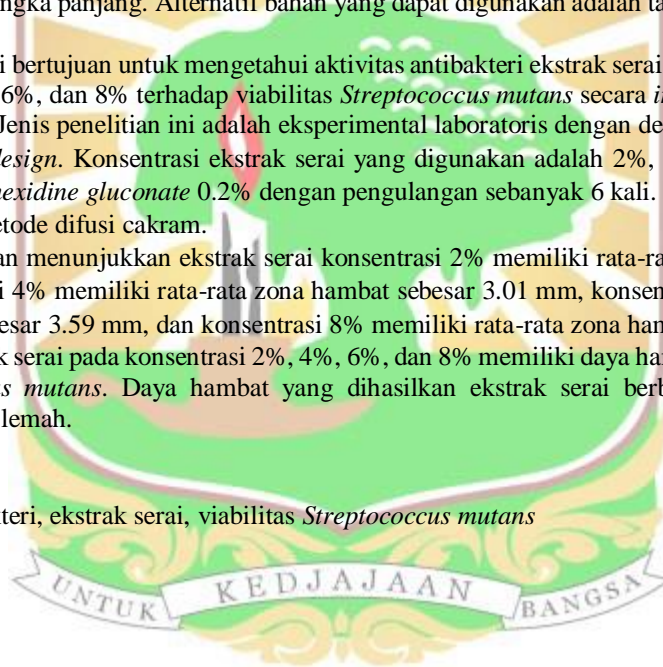 ngka panjang. Alternatif bahan yang dapat digunakan adalah ta
i bertujuan untuk mengetahui aktivitas antibakteri ekstrak serai
6%, dan 8% terhadap viabilitas Streptococcus mutans secara in
Jenis penelitian ini adalah eksperimental laboratoris dengan de
design. Konsentrasi ekstrak serai yang digunakan adalah 2%,
hexidine gluconate 0.2% dengan pengulangan sebanyak 6 kali.
etode difusi cakram.
an menunjukkan ekstrak serai konsentrasi 2% memiliki rata-ra
i 4% memiliki rata-rata zona hambat sebesar 3.01 mm, konsen
esar 3.59 mm, dan konsentrasi 8% memiliki rata-rata zona ham
k serai pada konsentrasi 2%, 4%, 6%, dan 8% memiliki daya ha
us mutans. Daya hambat yang dihasilkan ekstrak serai berb
lemah.
kteri, ekstrak serai, viabilitas Streptococcus mutans
UNTUK KEDJAJAAN BANGSA